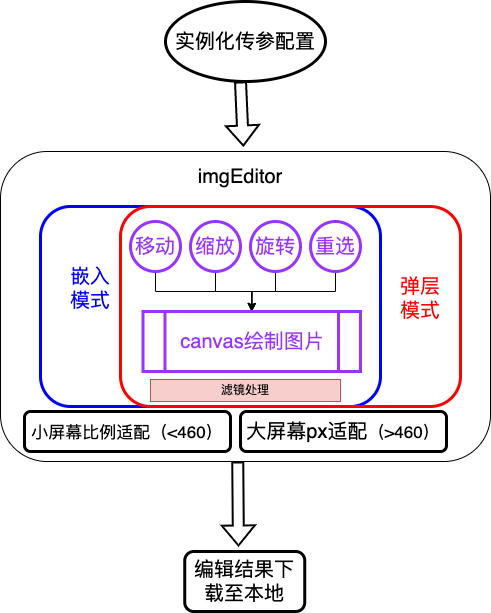 实例化传参配置
imgEditor
移动 缩放 旋转 重选
嵌入
模式
弹层
模式
canvas绘制图片
滤镜处理
小屏幕比例适配（<460）
大屏幕px适配（>460）
编辑结果下
载至本地